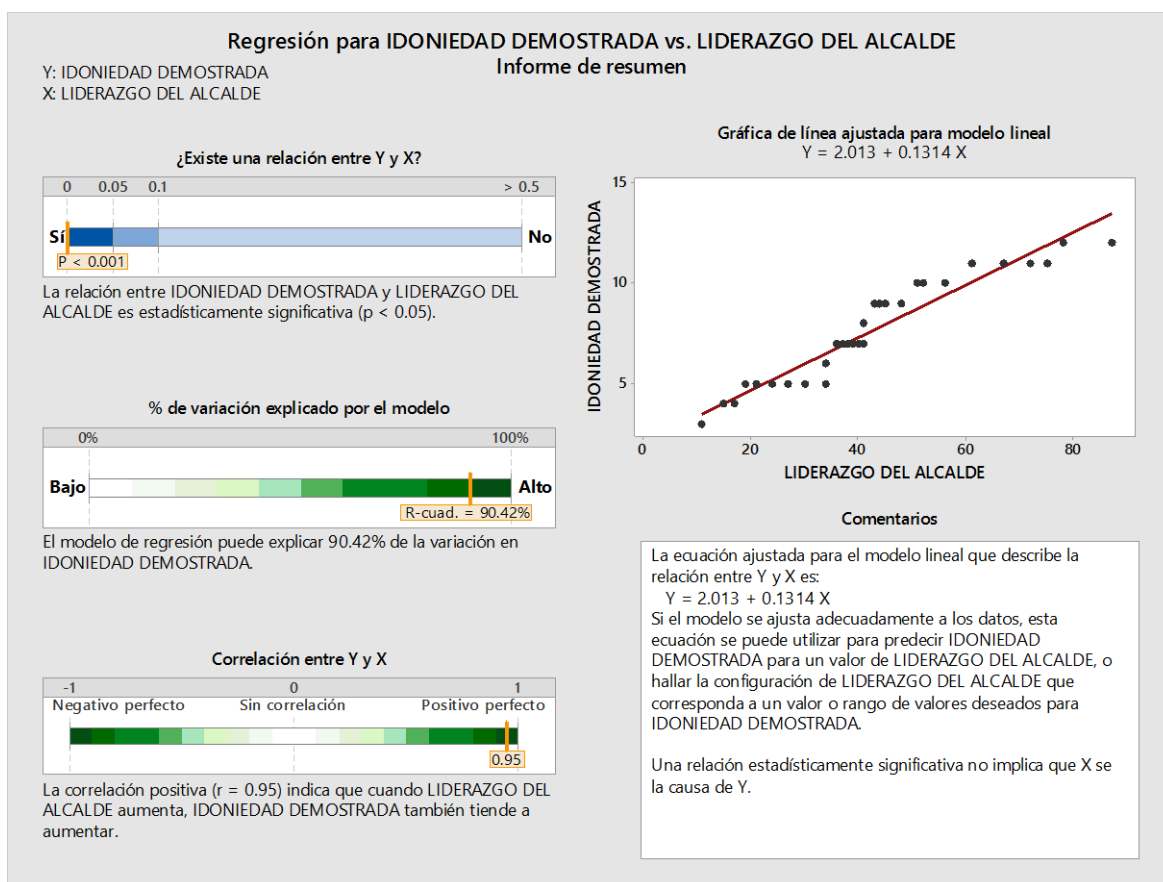 Regresión para IDONIEDAD DEMOSTRADA vs. LIDERAZGO DEL ALCALDE
Informe de resumen
Y: IDONIEDAD DEMOSTRADA
X: LIDERAZGO DEL ALCALDE
¿Existe una relación entre Y y X?
0 0.05 0.1 > 0.5
Sí No
P < 0.001
La relación entre IDONIEDAD DEMOSTRADA y LIDERAZGO DEL
ALCALDE es estadísticamente significativa (p < 0.05).
% de variación explicado por el modelo
0% 100%
Bajo Alto
R-cuad. = 90.42%
El modelo de regresión puede explicar 90.42% de la variación en
IDONIEDAD DEMOSTRADA.
Correlación entre Y y X
-1 0 1
Negativo perfecto Sin correlación Positivo perfecto
0.95
La correlación positiva (r = 0.95) indica que cuando LIDERAZGO DEL
ALCALDE aumenta, IDONIEDAD DEMOSTRADA también tiende a
aumentar.
Gráfica de línea ajustada para modelo lineal
Y = 2.013 + 0.1314 X
15
10
5
IDONIEDAD DEMOSTRADA
0 20 40 60 80
LIDERAZGO DEL ALCALDE
Comentarios
La ecuación ajustada para el modelo lineal que describe la
relación entre Y y X es:
Y = 2.013 + 0.1314 X
Si el modelo se ajusta adecuadamente a los datos, esta
ecuación se puede utilizar para predecir IDONIEDAD
DEMOSTRADA para un valor de LIDERAZGO DEL ALCALDE, o
hallar la configuración de LIDERAZGO DEL ALCALDE que
corresponda a un valor o rango de valores deseados para
IDONIEDAD DEMOSTRADA.
Una relación estadísticamente significativa no implica que X se
la causa de Y.